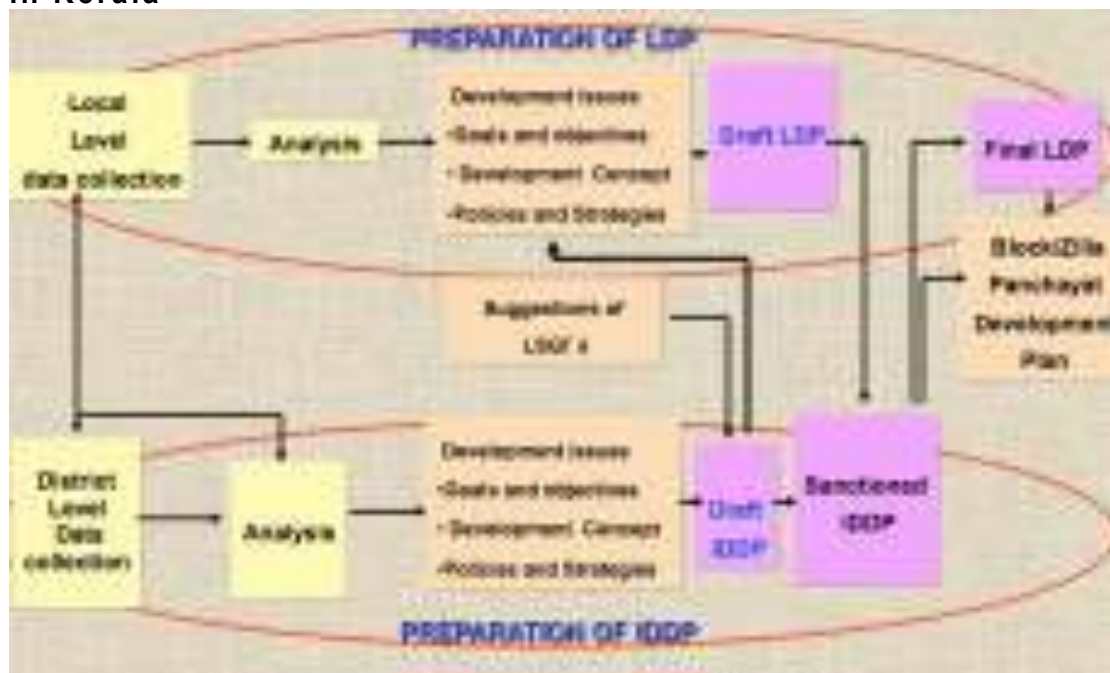 in Kerala
PREPARATION OF LDP
Local
Level
data collection
Analysis
Development issues
•Goals and objectives
• Development Concept
•Policies and Strategies
Draft LDP
Final LDP
Block/Zilla
Panchayat
Development
Plan
Suggestions of
District
Level
Data
collection
Analysis
Development issues
•Goals and objectives
• Development Concept
•Policies and Strategies
Draft
IDDP
Sanctioned
IDDP
PREPARATION OF IDDP